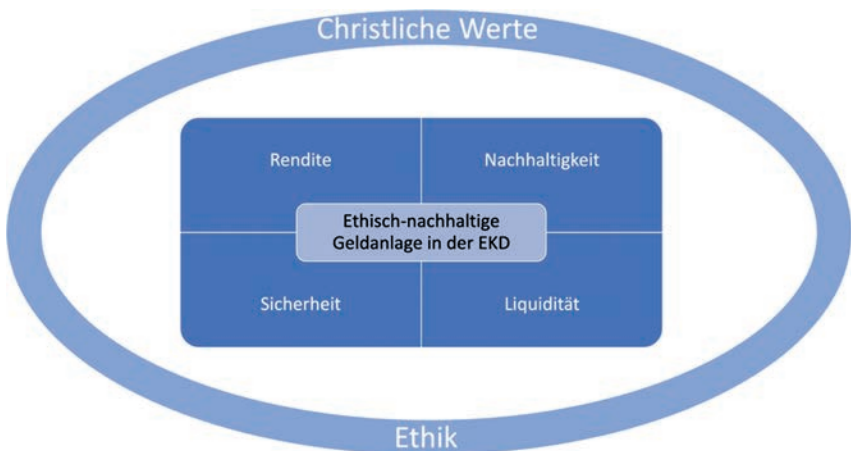 Christliche Werte
Rendite
Nachhaltigkeit
Ethisch-nachhaltige
Geldanlage in der EKD
Sicherheit
Liquidität
Ethik